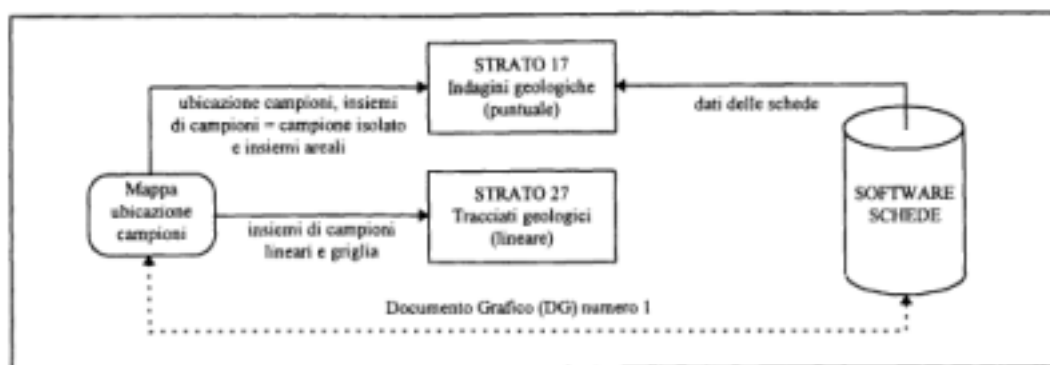 STRATO 17
Indagini geologiche
(puntuale)
ubicazione campioni, insiemi
di campioni = campione isolato
e insiemi areali
dati delle schede
Mappa
ubicazione
campioni
STRATO 27
Tracciati geologici
(lineare)
insiemi di campioni
lineari e griglia
SOFTWARE
SCHEDE
Documento Grafico (DG) numero 1